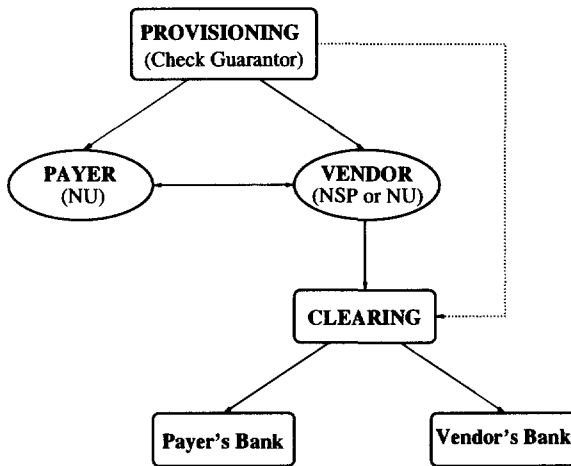 PROVISIONING
(Check Guarantor)
PAYER
(NU)
VENDOR
(NSP or NU)
CLEARING
Payer's Bank
Vendor's Bank